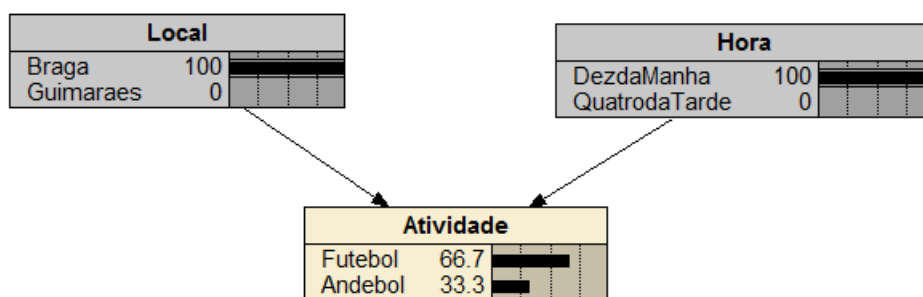 Local
Braga 100
Guimaraes 0
Hora
DezdaManha 100
QuatrodaTarde 0
Atividade
Futebol 66.7
Andebol 33.3